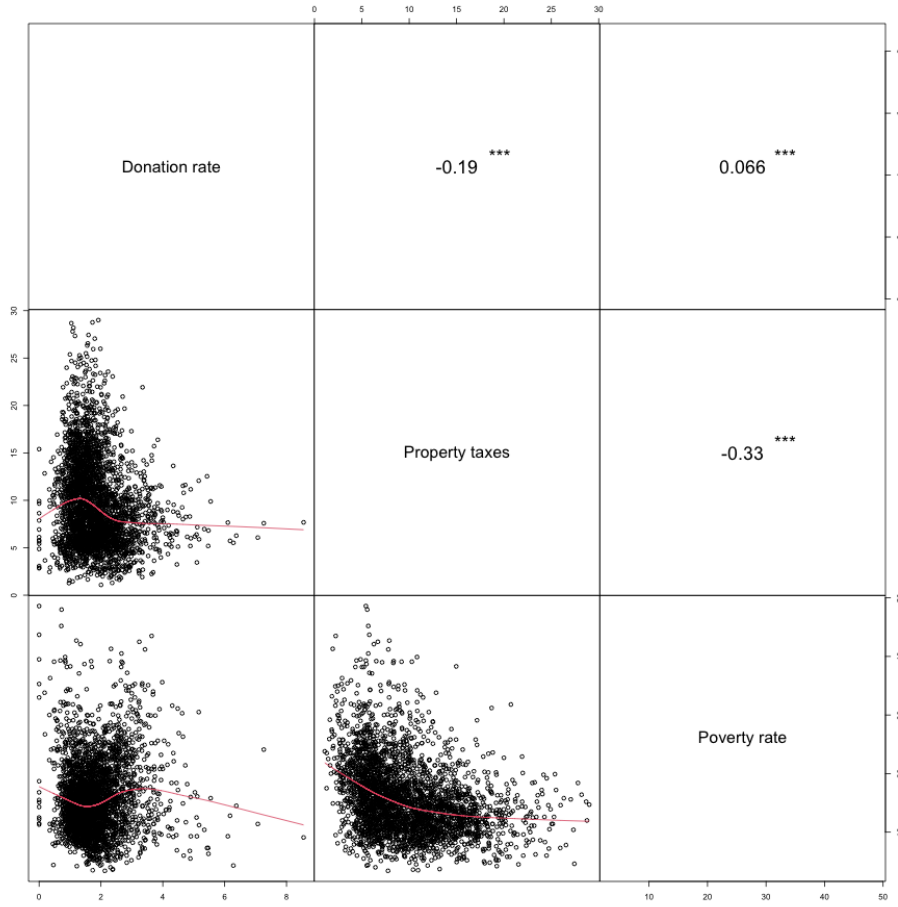 0 5 10 15 20 25 30
Donation rate
-0.19 ***
0.066 ***
30
25
20
15
10
5
0
Property taxes
-0.33 ***
Poverty rate
0 2 4 6 8
10 20 30 40 50